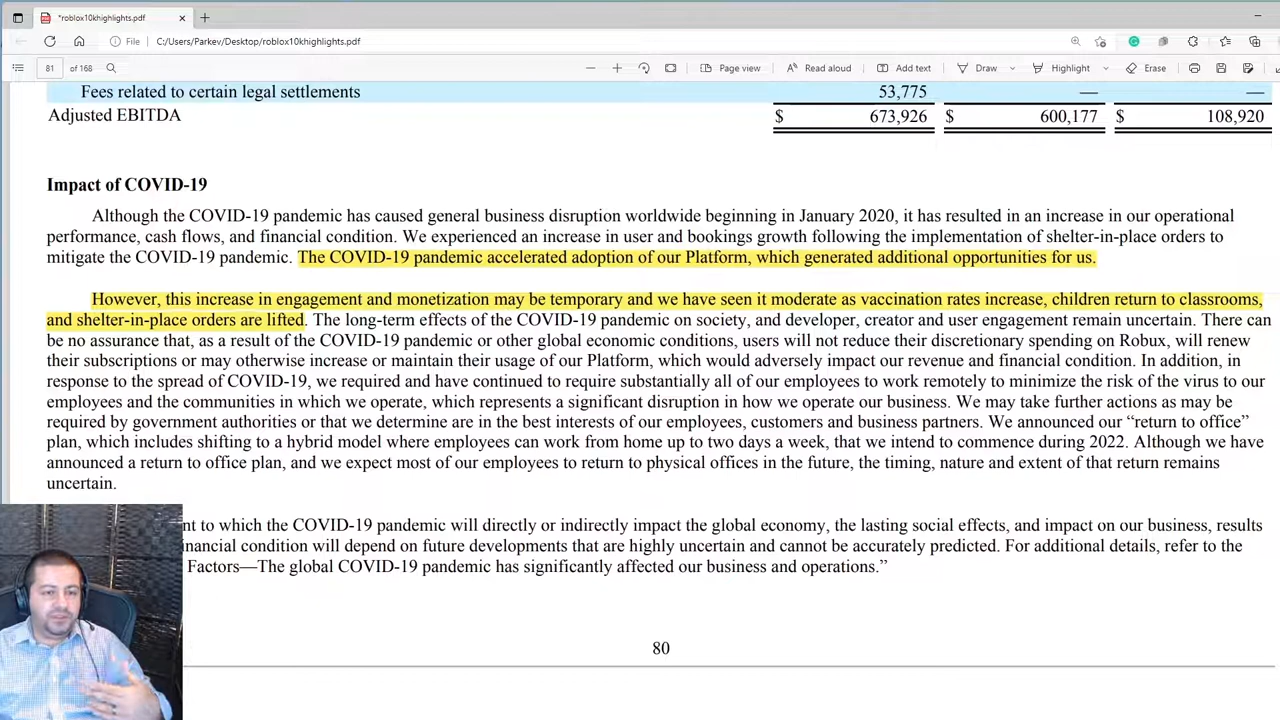 *roblox10khighlights.pdf
File C:/Users/Parkev/Desktop/roblox10khighlights.pdf
81 of 168 Page view Read aloud Add text Draw Highlight Erase
Fees related to certain legal settlements 53,775 — —
Adjusted EBITDA $ 673,926 $ 600,177 $ 108,920
Impact of COVID-19
Although the COVID-19 pandemic has caused general business disruption worldwide beginning in January 2020, it has resulted in an increase in our operational
performance, cash flows, and financial condition. We experienced an increase in user and bookings growth following the implementation of shelter-in-place orders to
mitigate the COVID-19 pandemic. The COVID-19 pandemic accelerated adoption of our Platform, which generated additional opportunities for us.
However, this increase in engagement and monetization may be temporary and we have seen it moderate as vaccination rates increase, children return to classrooms,
and shelter-in-place orders are lifted. The long-term effects of the COVID-19 pandemic on society, and developer, creator and user engagement remain uncertain. There can
be no assurance that, as a result of the COVID-19 pandemic or other global economic conditions, users will not reduce their discretionary spending on Robux, will renew
their subscriptions or may otherwise increase or maintain their usage of our Platform, which would adversely impact our revenue and financial condition. In addition, in
response to the spread of COVID-19, we required and have continued to require substantially all of our employees to work remotely to minimize the risk of the virus to our
employees and the communities in which we operate, which represents a significant disruption in how we operate our business. We may take further actions as may be
required by government authorities or that we determine are in the best interests of our employees, customers and business partners. We announced our “return to office”
plan, which includes shifting to a hybrid model where employees can work from home up to two days a week, that we intend to commence during 2022. Although we have
announced a return to office plan, and we expect most of our employees to return to physical offices in the future, the timing, nature and extent of that return remains
uncertain.
nt to which the COVID-19 pandemic will directly or indirectly impact the global economy, the lasting social effects, and impact on our business, results
inancial condition will depend on future developments that are highly uncertain and cannot be accurately predicted. For additional details, refer to the
Factors—The global COVID-19 pandemic has significantly affected our business and operations.”
80